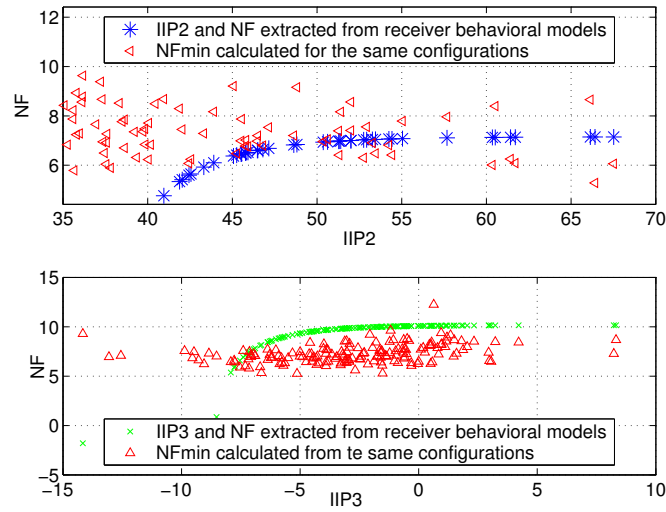 12
10
8
6
NF
IIP2 and NF extracted from receiver behavioral models
NFmin calculated for the same configurations
35 40 45 50 55 60 65 70
IIP2
15
10
5
0
−5
NF
IIP3 and NF extracted from receiver behavioral models
NFmin calculated from te same configurations
−15 −10 −5 0 5 10
IIP3